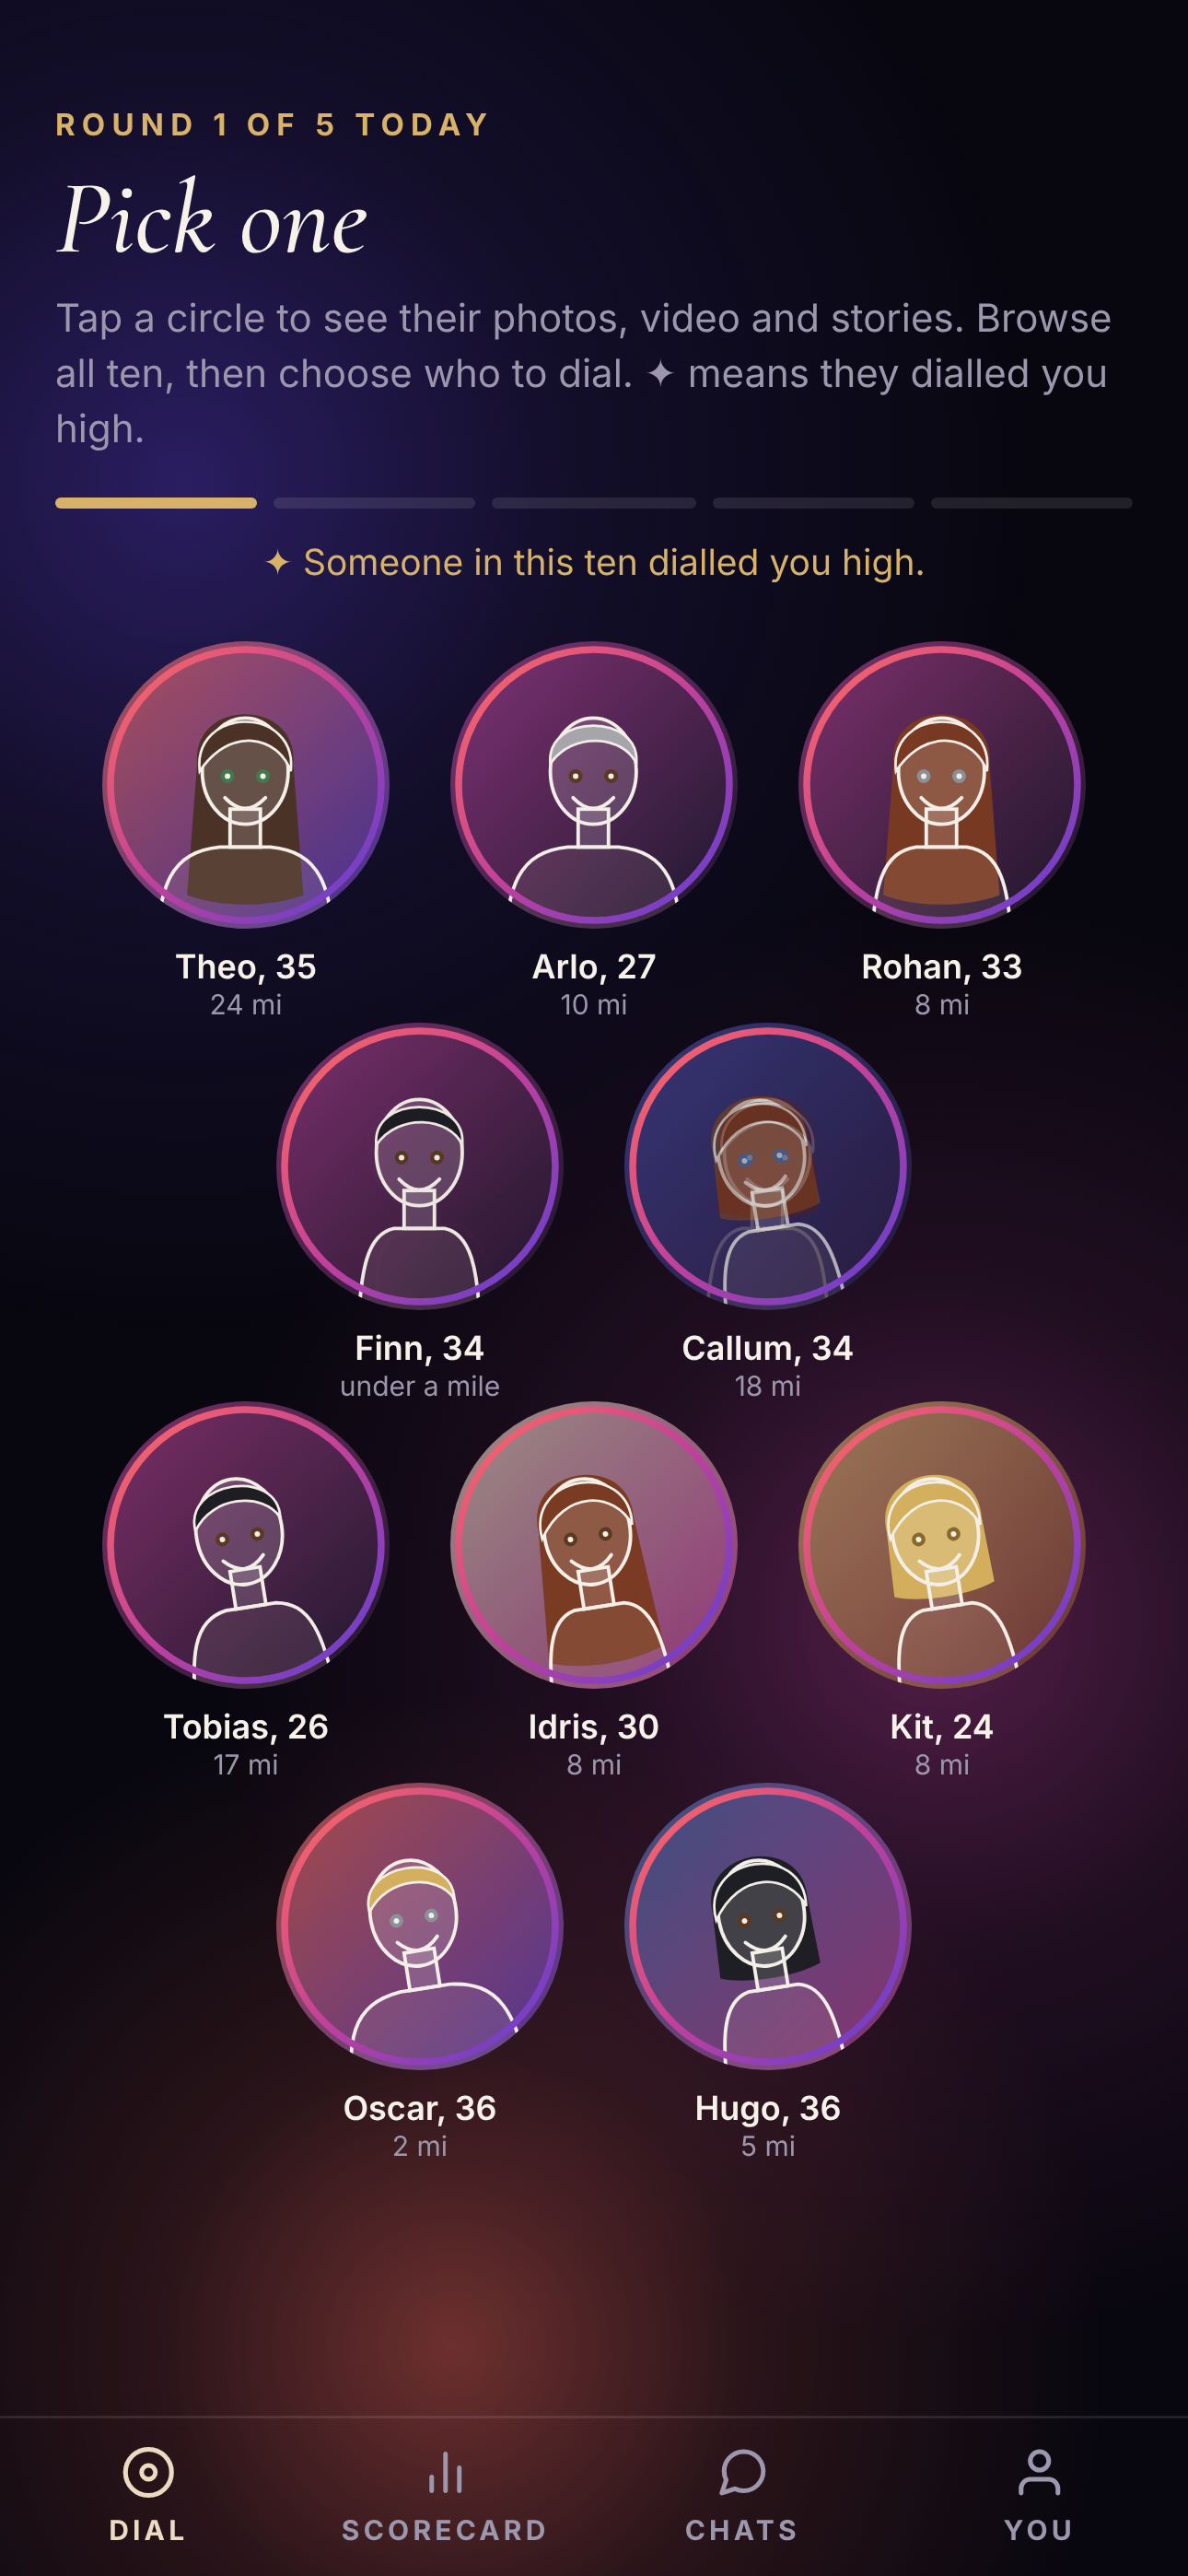 ROUND 1 OF 5 TODAY
Pick one
Tap a circle to see their photos, video and stories. Browse
all ten, then choose who to dial. ✦ means they dialled you
high.
✦ Someone in this ten dialled you high.
Theo, 35
24 mi
Arlo, 27
10 mi
Rohan, 33
8 mi
Finn, 34
under a mile
Callum, 34
18 mi
Tobias, 26
17 mi
Idris, 30
8 mi
Kit, 24
8 mi
Oscar, 36
2 mi
Hugo, 36
5 mi
DIAL
SCORECARD
CHATS
YOU